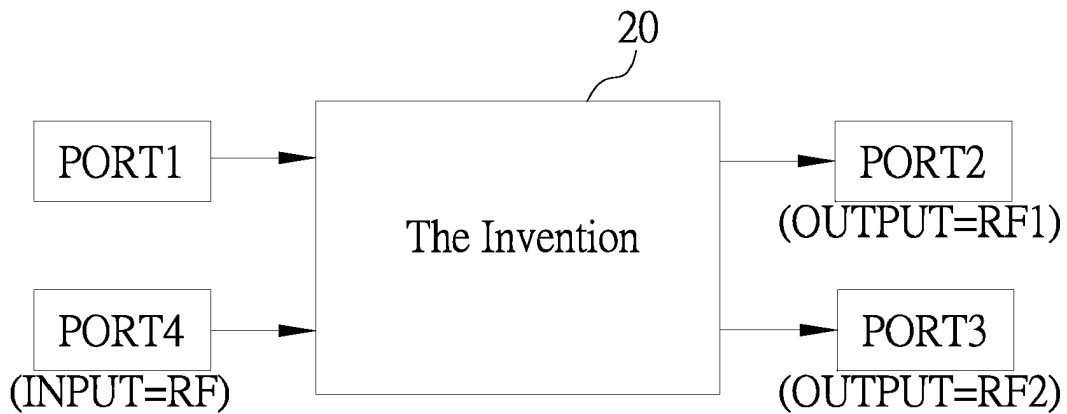 20
PORT1
PORT2
(OUTPUT=RF1)
The Invention
PORT4
(INPUT=RF)
PORT3
(OUTPUT=RF2)